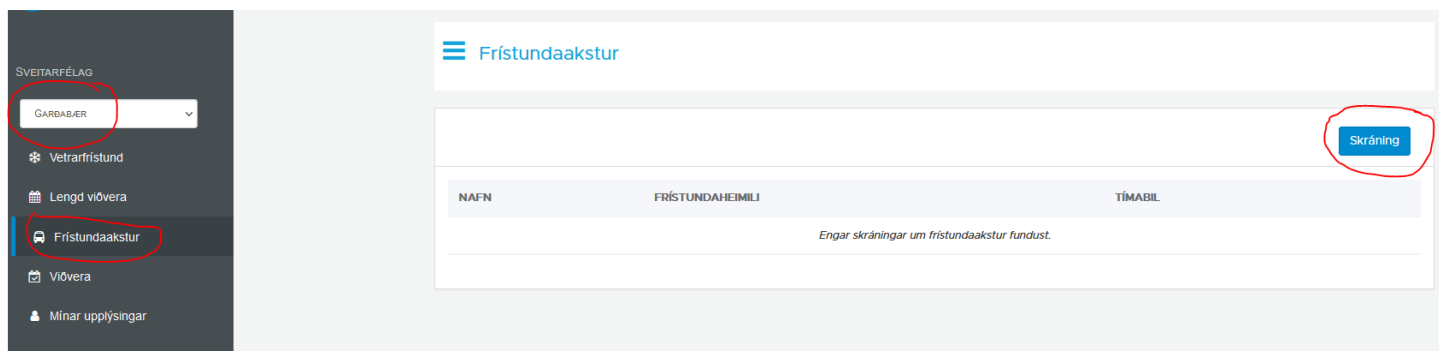 Frístundaakstur
SVEITARFÉLAG
GARÐABÆR
Skráning
Vetrarfrístund
Lengd viðvera
NAFN FRÍSTUNDAHEIMILI TÍMABIL
Frístundaakstur
Engar skráningar um frístundaakstur fundust.
Viðvera
Mínar upplýsingar